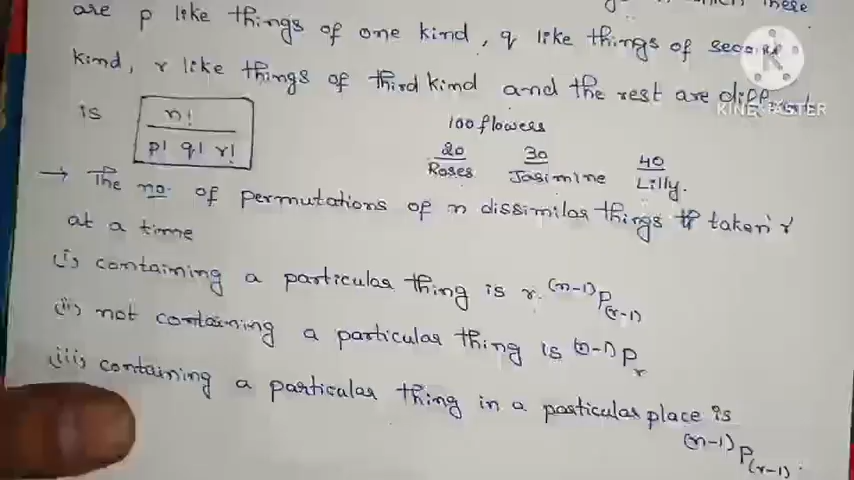 which these
are p like things of one kind, q like things of second
kind, r like things of third kind and the rest are different
is n! / p! q! r!
100 flowers
20 Roses 30 Jasimine 40 Lilly.
→ The no. of permutations of n dissimilar things taken 'r'
at a time
(i) containing a particular thing is r. (n-1)P(r-1)
(ii) not containing a particular thing is (n-1)Pr
(iii) containing a particular thing in a particular place is
(n-1)P(r-1).
KINEMASTER